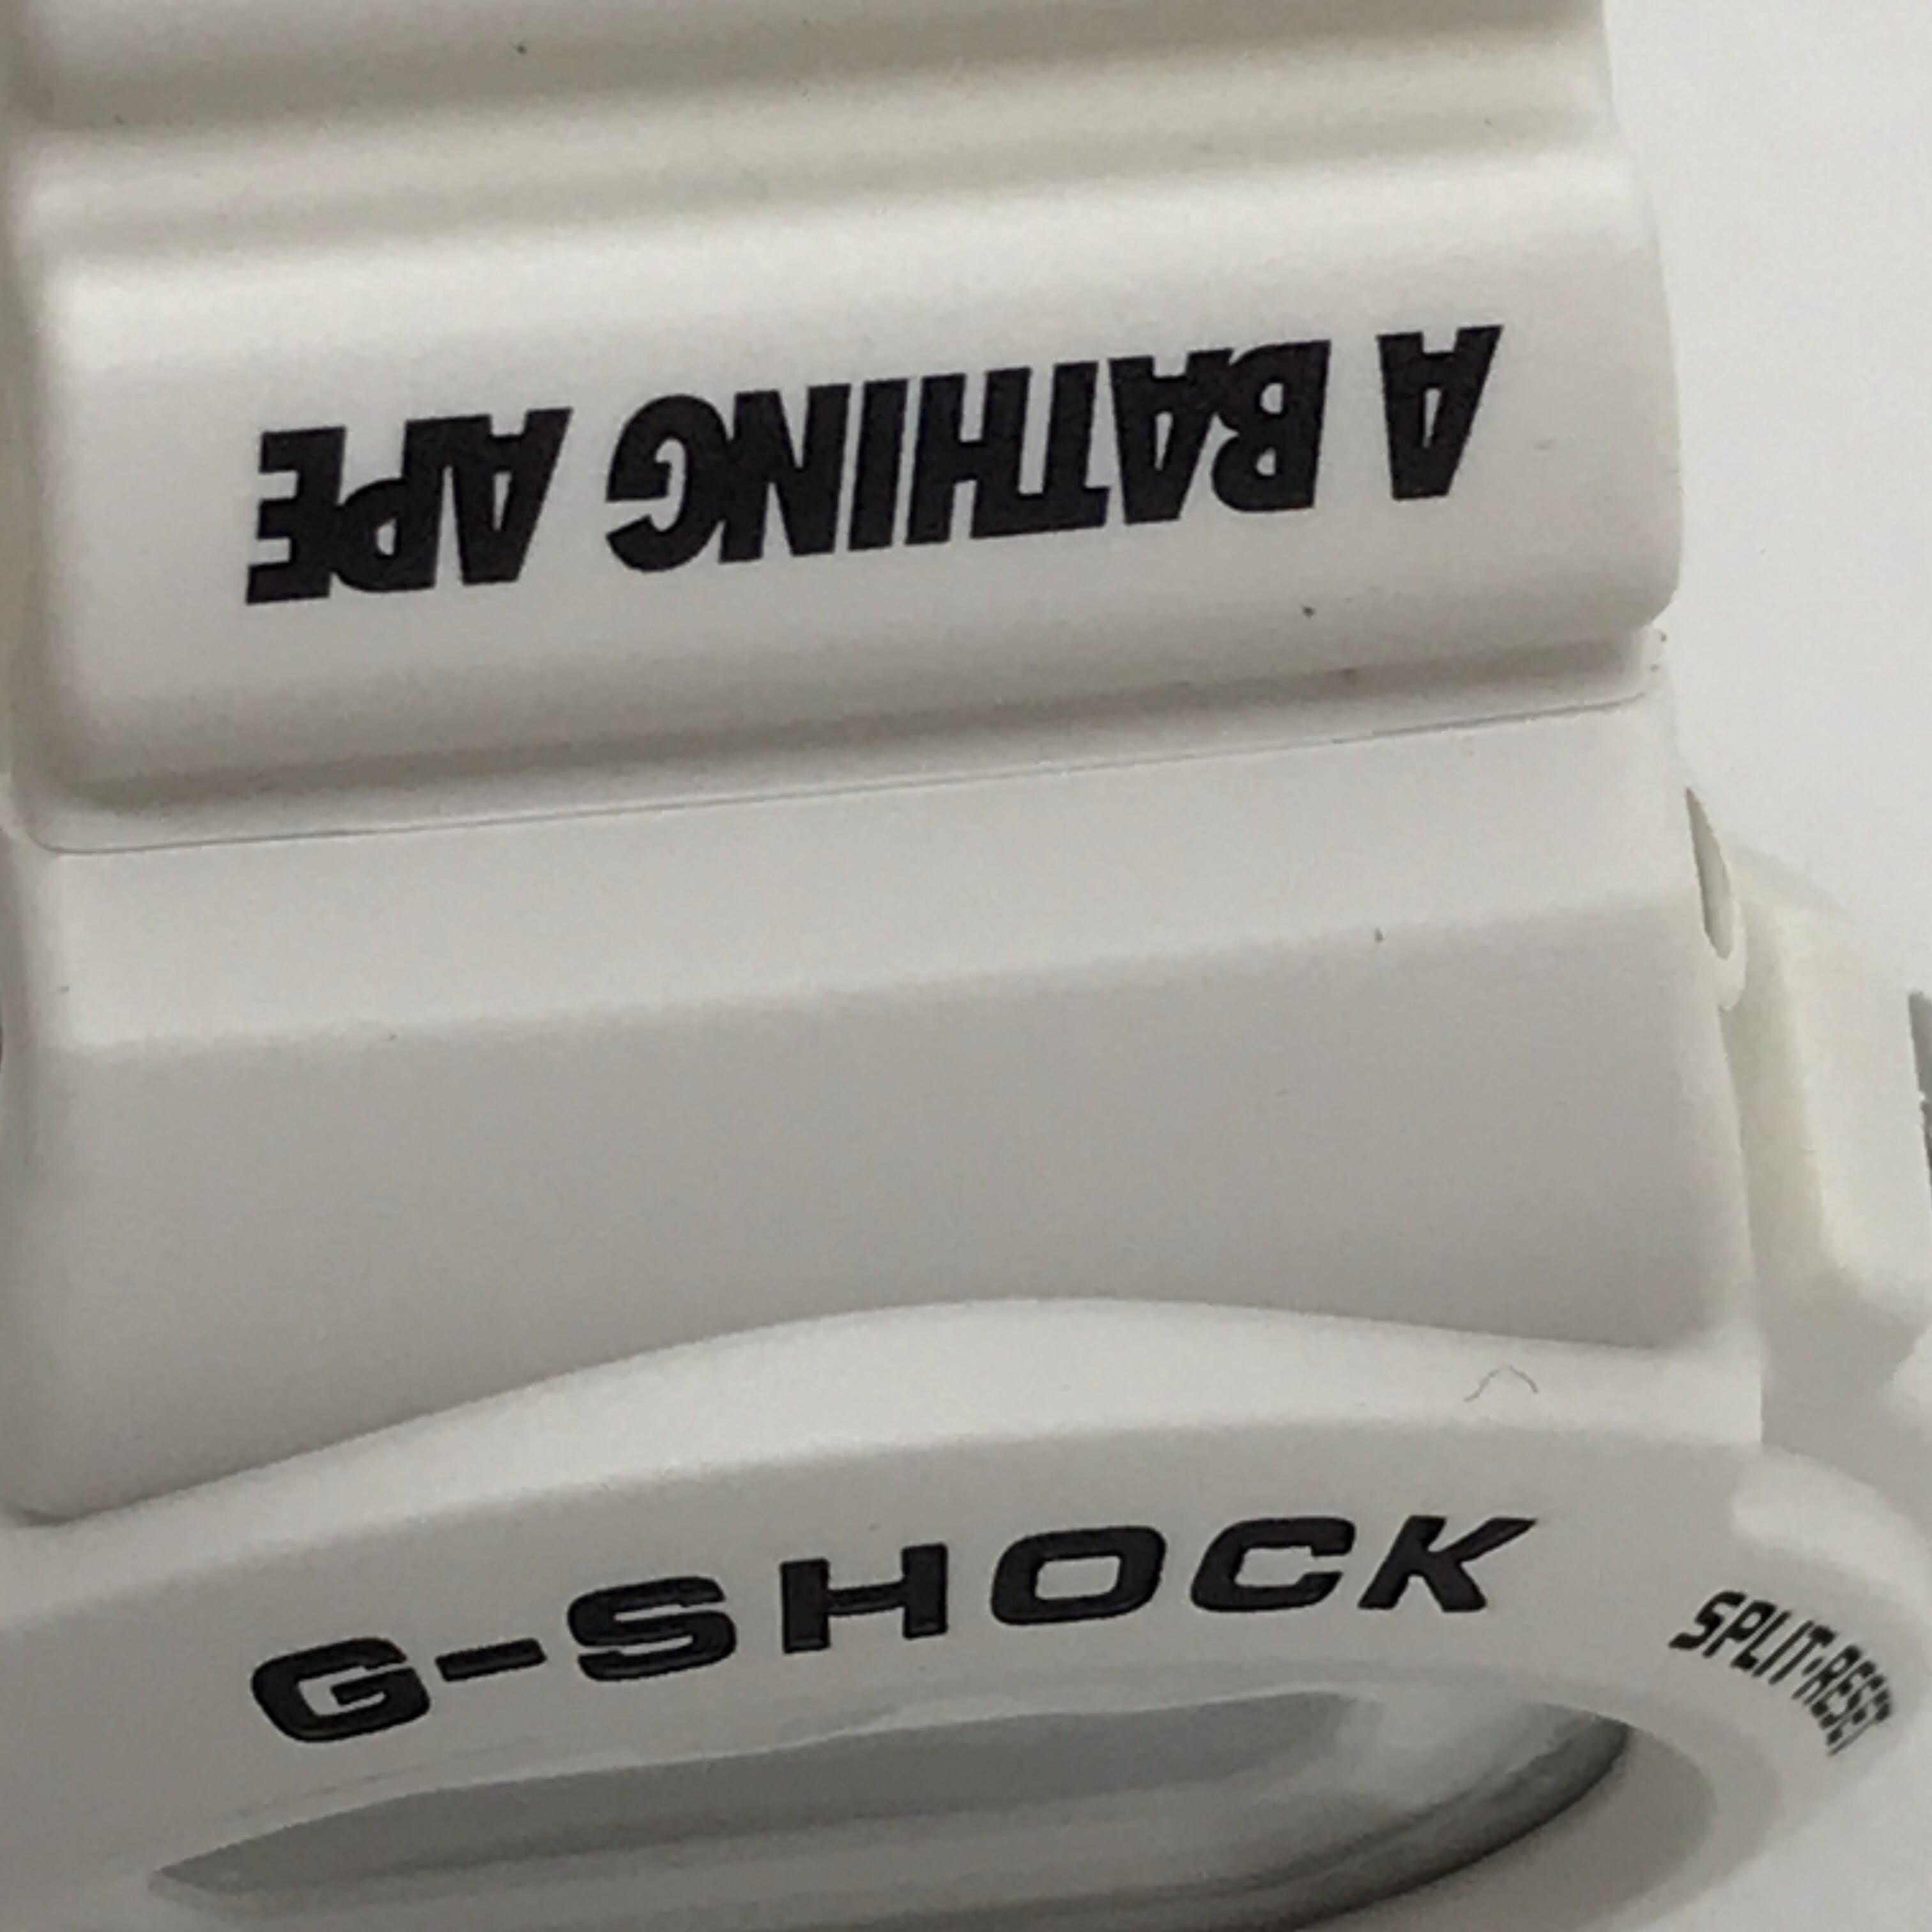 A BATHING APE
G-SHOCK
SPLIT·RESET